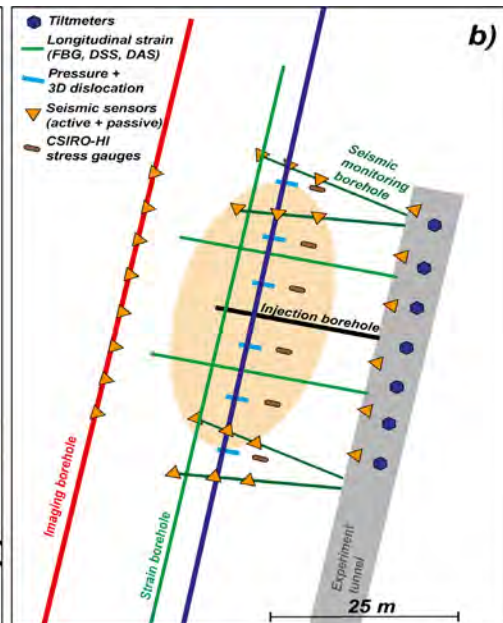 b)
Tiltmeters
Longitudinal strain
(FBG, DSS, DAS)
Pressure +
3D dislocation
Seismic sensors
(active + passive)
CSIRO-HI
stress gauges
Seismic
monitoring
borehole
Injection borehole
Imaging borehole
Strain borehole
Experiment
tunnel
25 m